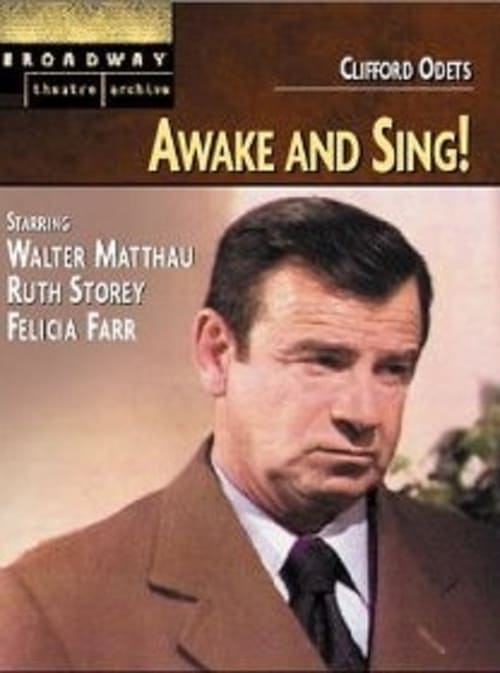 BROADWAY
theatre archive
CLIFFORD ODETS
AWAKE AND SING!
STARRING
WALTER MATTHAU
RUTH STOREY
FELICIA FARR